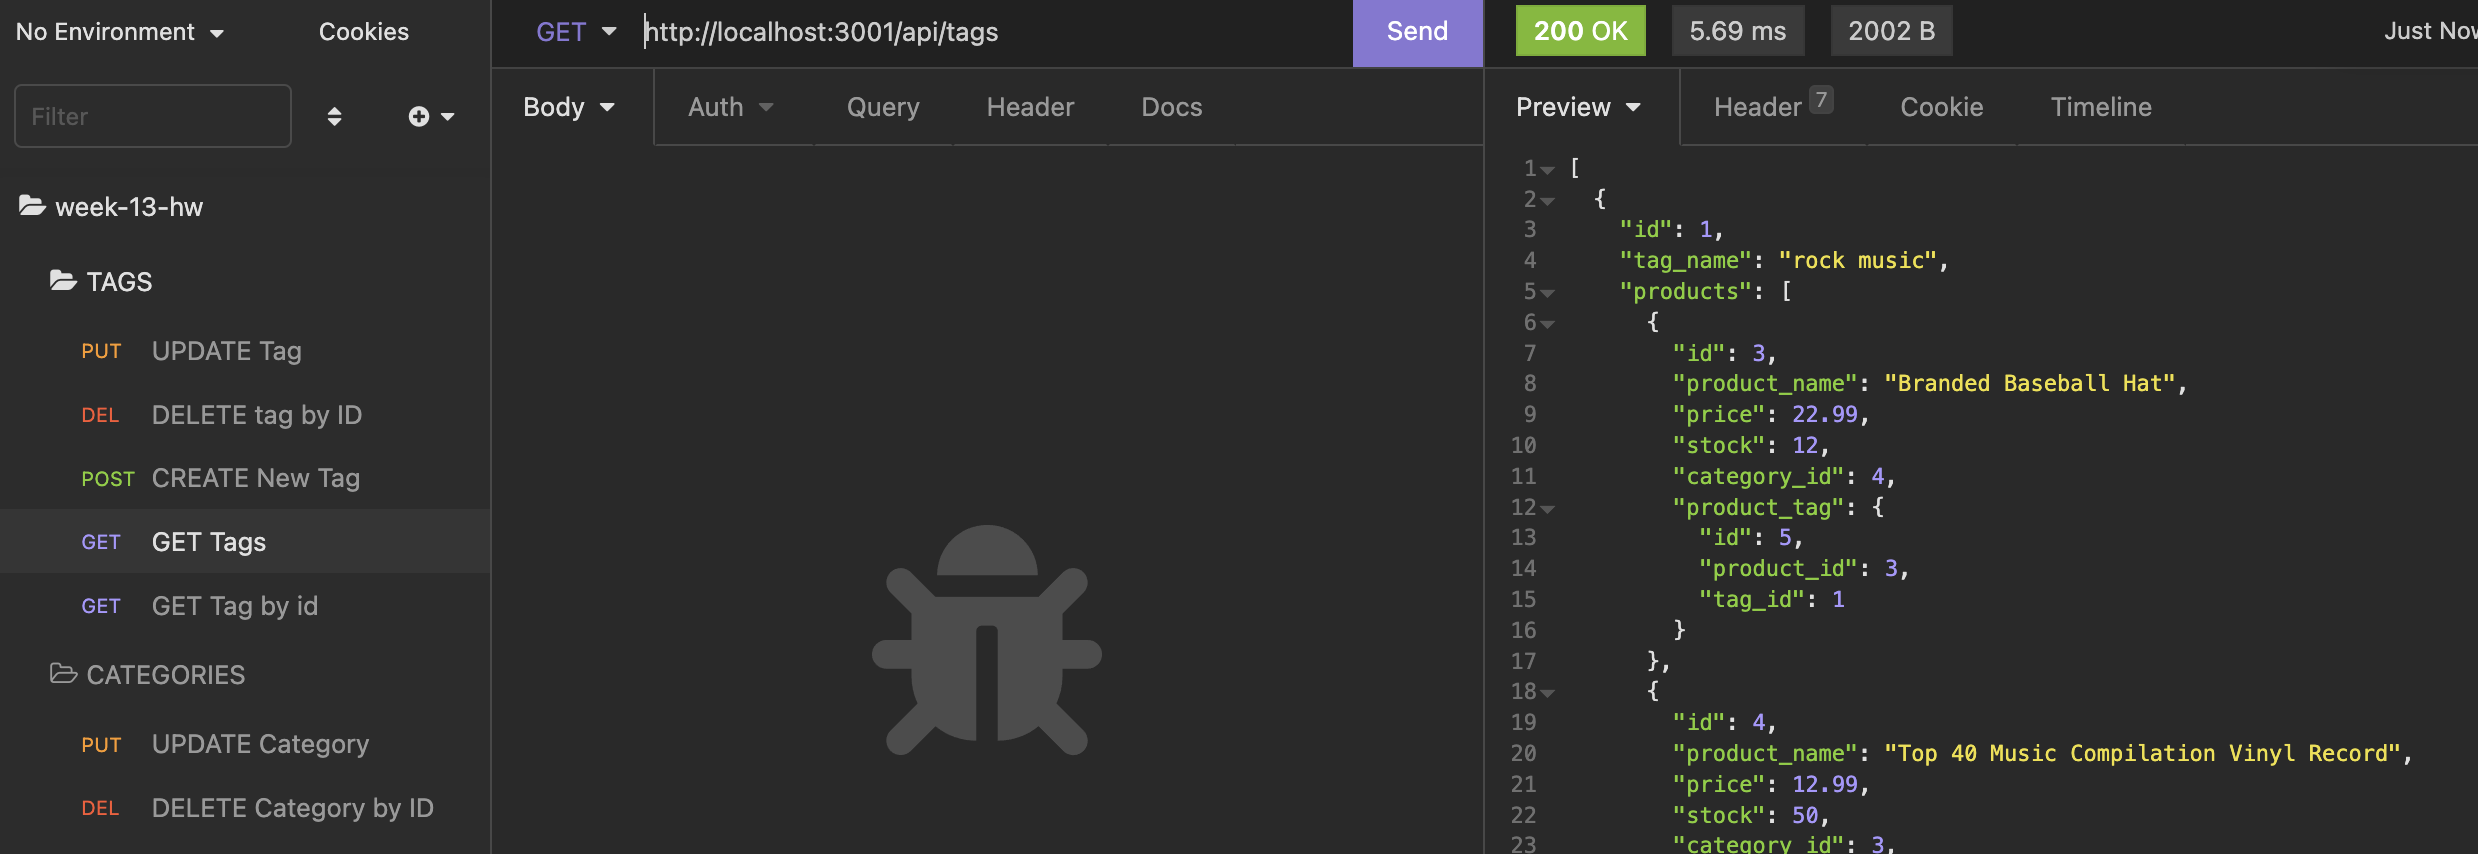 No Environment
Cookies
Filter
week-13-hw
TAGS
PUT UPDATE Tag
DEL DELETE tag by ID
POST CREATE New Tag
GET GET Tags
GET GET Tag by id
CATEGORIES
PUT UPDATE Category
DEL DELETE Category by ID
GET http://localhost:3001/api/tags Send
Body Auth Query Header Docs
200 OK 5.69 ms 2002 B Just Now
Preview Header 7 Cookie Timeline
1 [
2 {
3 "id": 1,
4 "tag_name": "rock music",
5 "products": [
6 {
7 "id": 3,
8 "product_name": "Branded Baseball Hat",
9 "price": 22.99,
10 "stock": 12,
11 "category_id": 4,
12 "product_tag": {
13 "id": 5,
14 "product_id": 3,
15 "tag_id": 1
16 }
17 },
18 {
19 "id": 4,
20 "product_name": "Top 40 Music Compilation Vinyl Record",
21 "price": 12.99,
22 "stock": 50,
23 "category_id": 3,